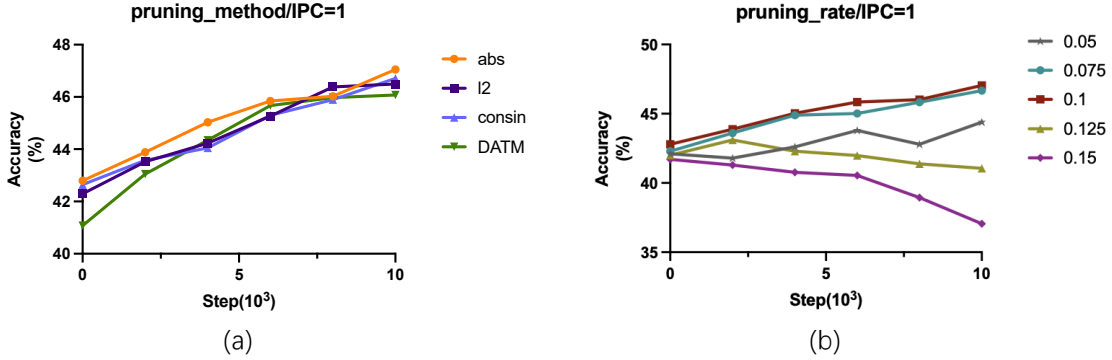 pruning_method/IPC=1
48
46
44
42
40
Accuracy
(%)
0
5
10
Step(10³)
abs
l2
consin
DATM
(a)
pruning_rate/IPC=1
50
45
40
35
Accuracy
(%)
0
5
10
Step(10³)
0.05
0.075
0.1
0.125
0.15
(b)